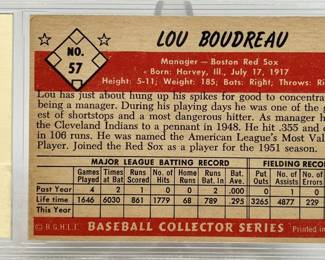 NO.
57
LOU BOUDREAU
Manager — Boston Red Sox
Born: Harvey, Ill., July 17, 1917
Height: 5-11; Weight: 185; Bats: Right; Throws: Ri
Lou has just about hung up his spikes for good to concentra
being a manager. During his playing days he was one of th
est of shortstops and a most dangerous hitter. As manager h
the Cleveland Indians to a pennant in 1948. He hit .355 and
in 106 runs. He was named the American League's Most Val
Player. Joined the Red Sox as a player for the 1951 season.
MAJOR LEAGUE BATTING RECORD FIELDING RECO
Games Played Times at Bat Runs Scored Hits Home Runs Runs Bat. In Bat. Avg. Put Outs No. of Assists No. of Errors
Past Year 4 2 1 0 0 2 .000 0 0 0
Life time 1646 6030 861 1779 68 789 .295 3265 4877 229
© B.G.H.L.I. BASEBALL COLLECTOR SERIES Printed in